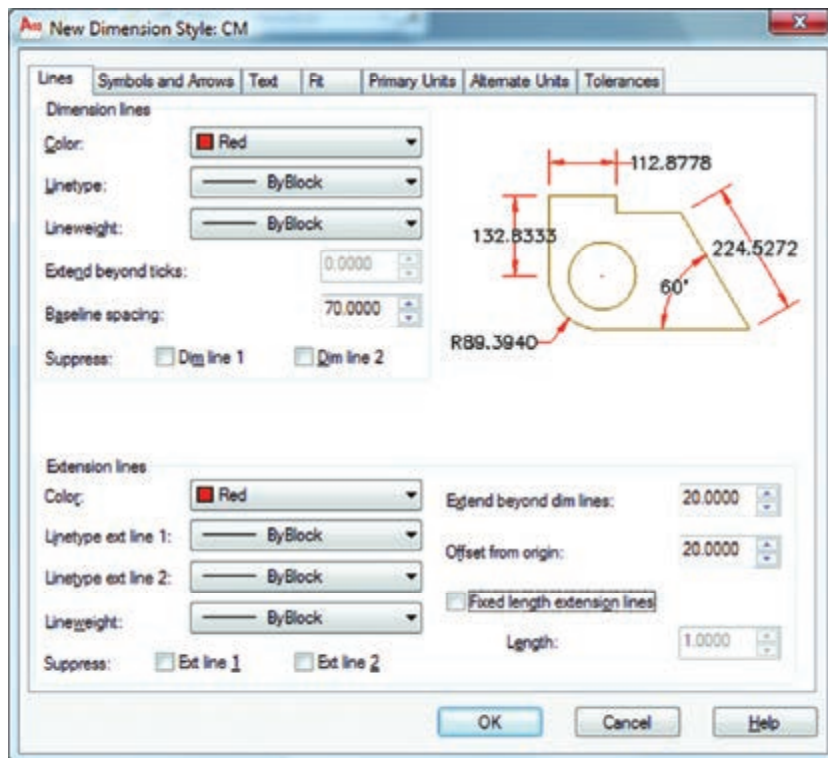 New Dimension Style: CM
Lines Symbols and Arrows Text Fit Primary Units Alternate Units Tolerances
Dimension lines
Color: Red
Linetype: ByBlock
Lineweight: ByBlock
Extend beyond ticks: 0.0000
Baseline spacing: 70.0000
Suppress: Dim line 1 Dim line 2
112.8778
132.8333
224.5272
60°
R89.3940
Extension lines
Color: Red
Linetype ext line 1: ByBlock
Linetype ext line 2: ByBlock
Lineweight: ByBlock
Suppress: Ext line 1 Ext line 2
Extend beyond dim lines: 20.0000
Offset from origin: 20.0000
Fixed length extension lines
Length: 1.0000
OK Cancel Help